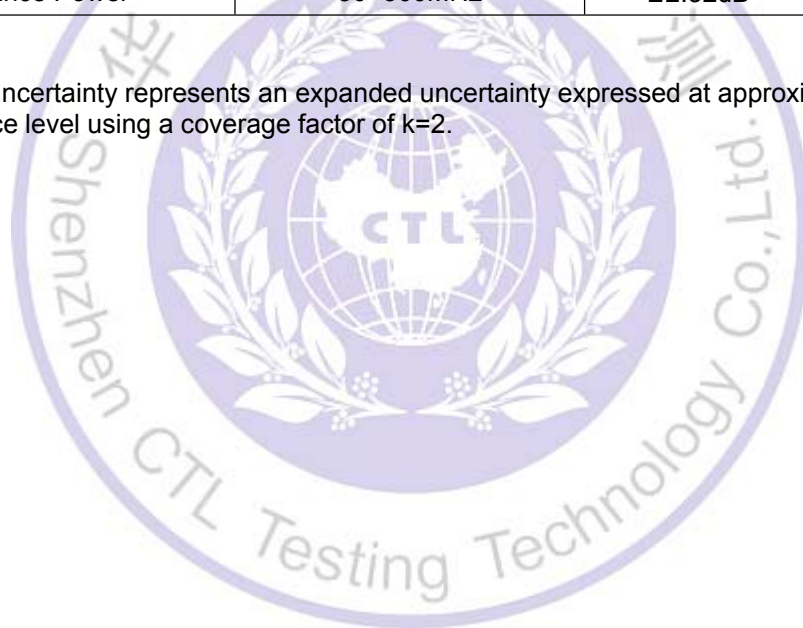 ncertainty represents an expanded uncertainty expressed at approxi
ce level using a coverage factor of k=2.
CTL
Shenzhen CTL Testing Technology Co., Ltd.